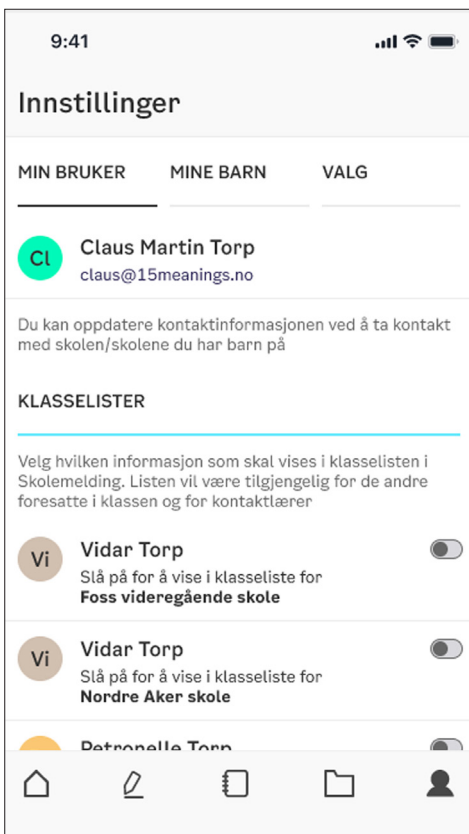 9:41
Innstillinger
MIN BRUKER MINE BARN VALG
Cl
Claus Martin Torp
claus@15meanings.no
Du kan oppdatere kontaktinformasjonen ved å ta kontakt
med skolen/skolene du har barn på
KLASSELISTER
Velg hvilken informasjon som skal vises i klasselisten i
Skolemelding. Listen vil være tilgjengelig for de andre
foresatte i klassen og for kontaktlærer
Vi
Vidar Torp
Slå på for å vise i klasseliste for
Foss videregående skole
Vi
Vidar Torp
Slå på for å vise i klasseliste for
Nordre Aker skole
Petronelle Torp